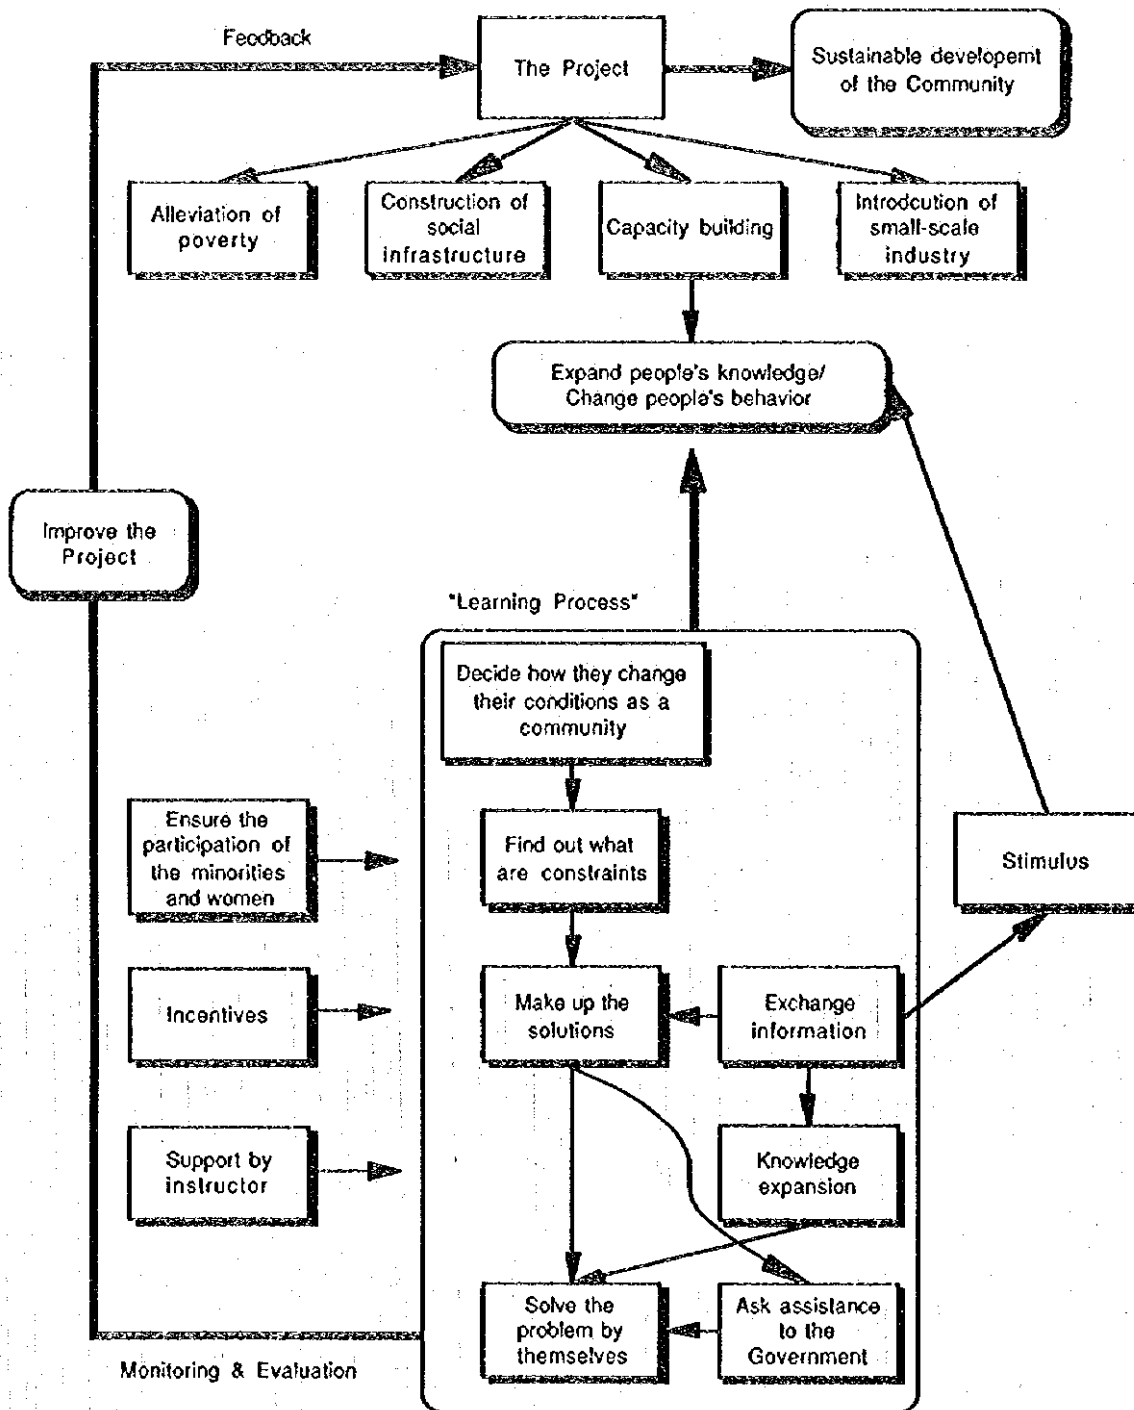 Feedback
The Project
Sustainable developemt
of the Community
Alleviation of
poverty
Construction of
social
infrastructure
Capacity building
Introdcution of
small-scale
industry
Expand people's knowledge/
Change people's behavior
Improve the
Project
"Learning Process"
Decide how they change
their conditions as a
community
Ensure the
participation of
the minorities
and women
Find out what
are constraints
Stimulus
Incentives
Make up the
solutions
Exchange
information
Support by
instructor
Knowledge
expansion
Solve the
problem by
themselves
Ask assistance
to the
Government
Monitoring & Evaluation